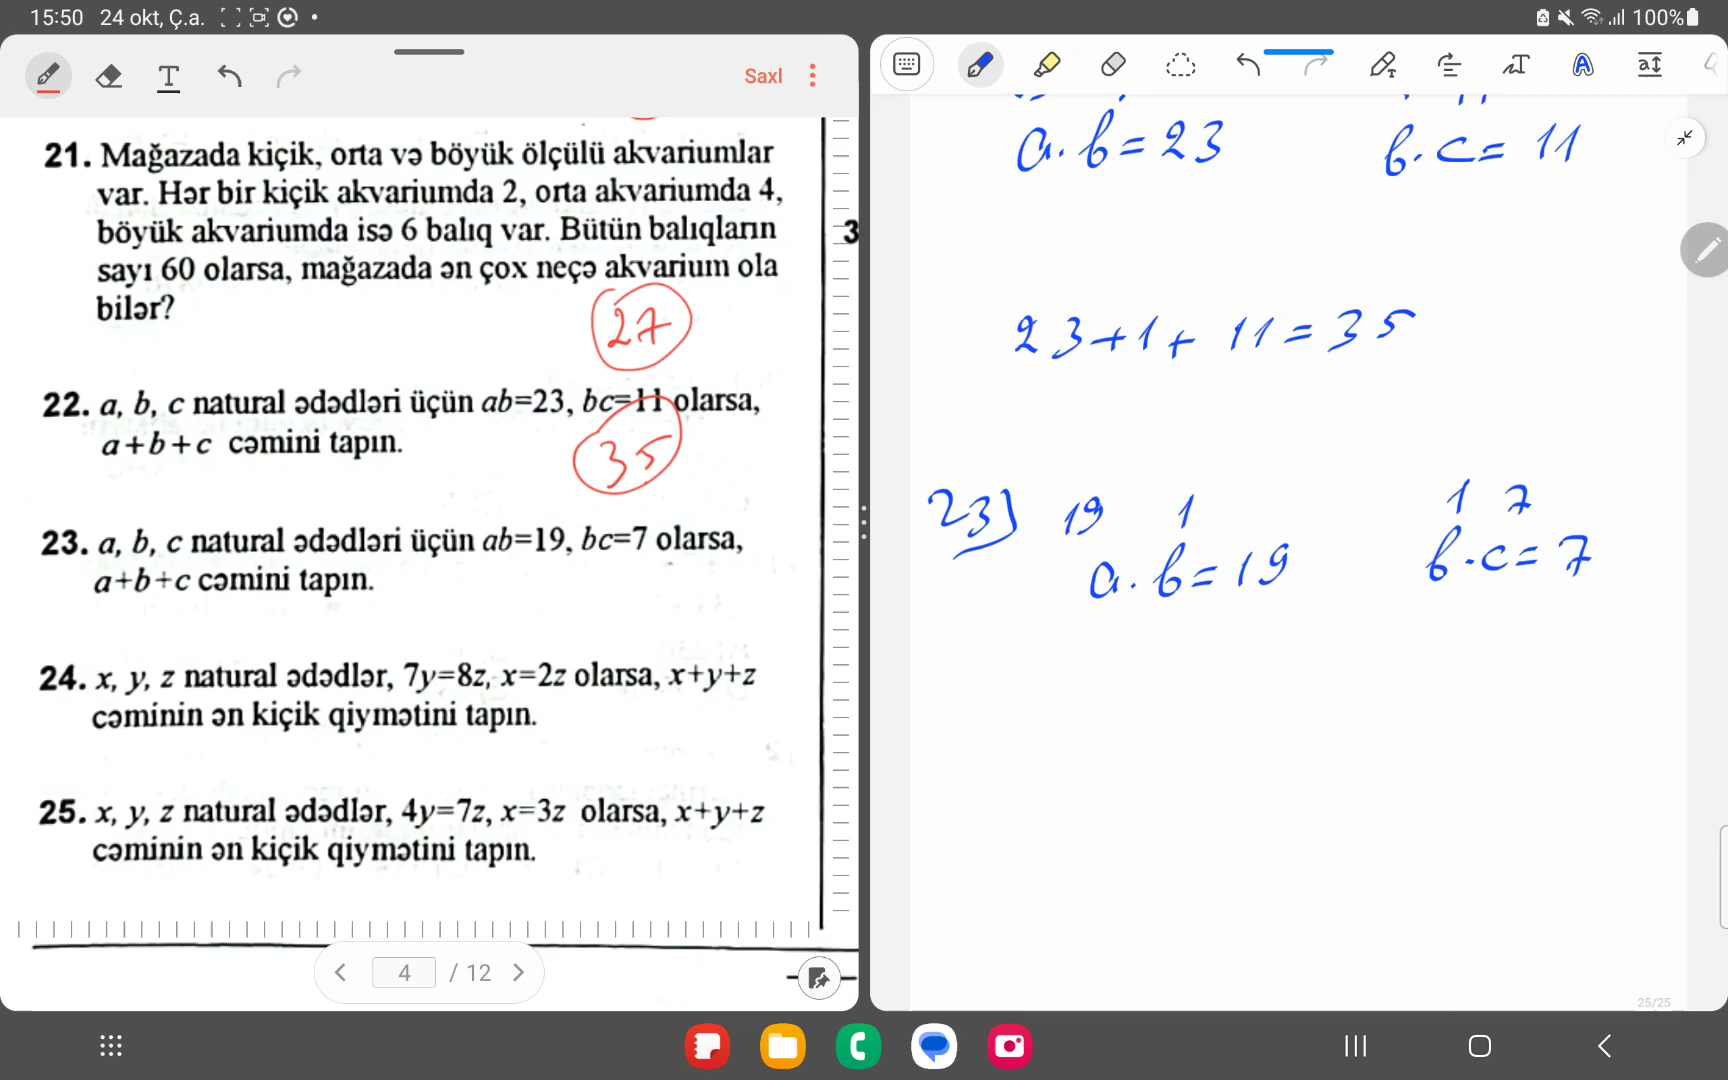 15:50 24 okt, Ç.a. 100%
Saxl
21. Mağazada kiçik, orta və böyük ölçülü akvariumlar
var. Hər bir kiçik akvariumda 2, orta akvariumda 4,
böyük akvariumda isə 6 balıq var. Bütün balıqların
sayı 60 olarsa, mağazada ən çox neçə akvarium ola
bilər?
27
22. a, b, c natural ədədləri üçün ab=23, bc=11 olarsa,
a+b+c cəmini tapın.
35
23. a, b, c natural ədədləri üçün ab=19, bc=7 olarsa,
a+b+c cəmini tapın.
24. x, y, z natural ədədlər, 7y=8z, x=2z olarsa, x+y+z
cəminin ən kiçik qiymətini tapın.
25. x, y, z natural ədədlər, 4y=7z, x=3z olarsa, x+y+z
cəminin ən kiçik qiymətini tapın.
3
4 / 12
a.b=23 b.c=11
23+1+11=35
23) 19 1 1 7
a.b=19 b.c=7
25/25